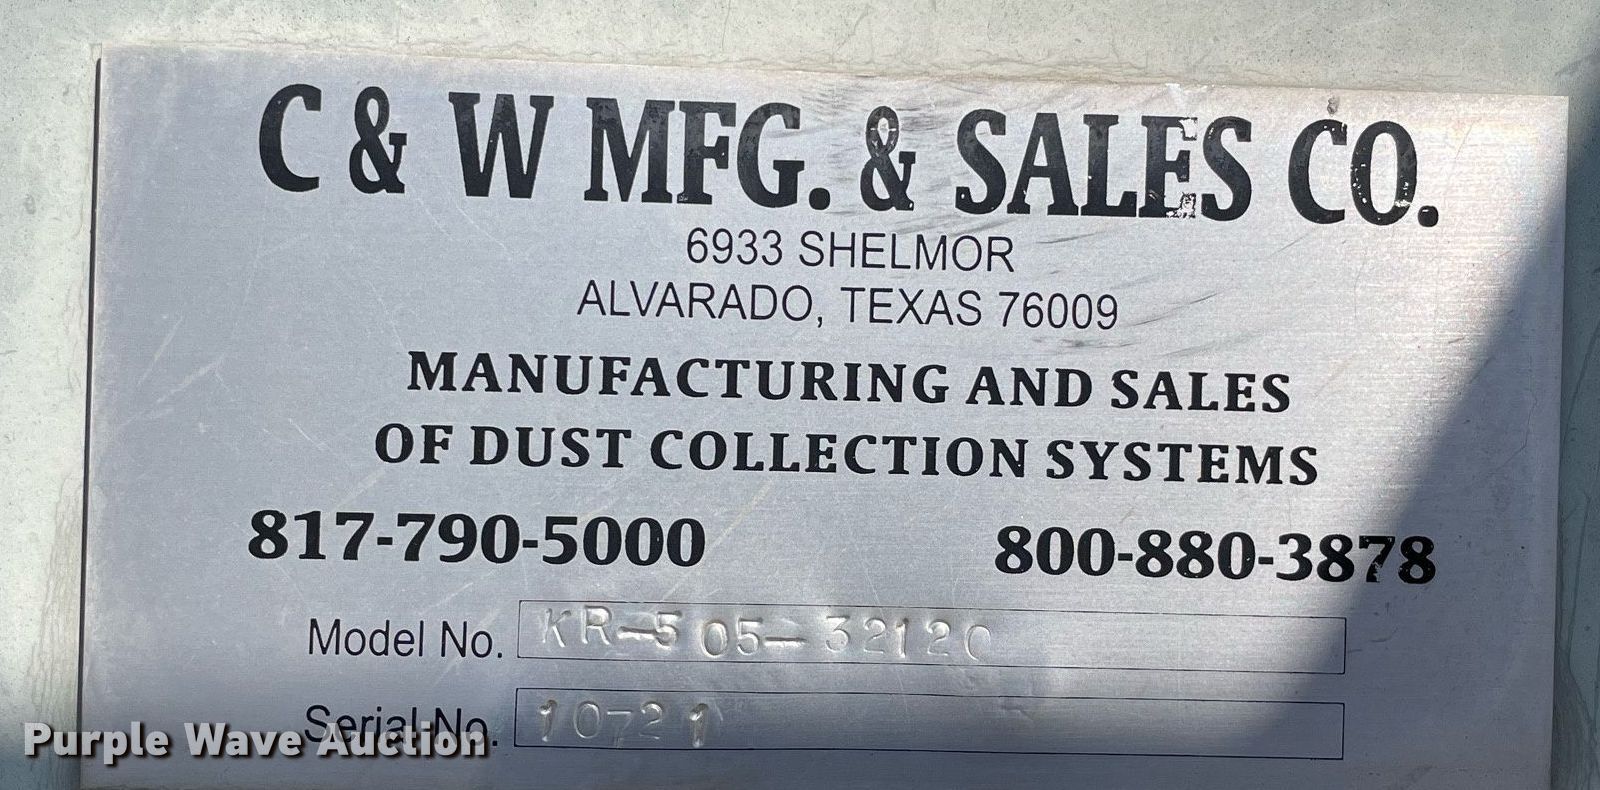 C & W MFG. & SALES CO.
6933 SHELMOR
ALVARADO, TEXAS 76009
MANUFACTURING AND SALES
OF DUST COLLECTION SYSTEMS
817-790-5000 800-880-3878
Model No. KR-505-32120
Serial No. 10721
Purple Wave Auction